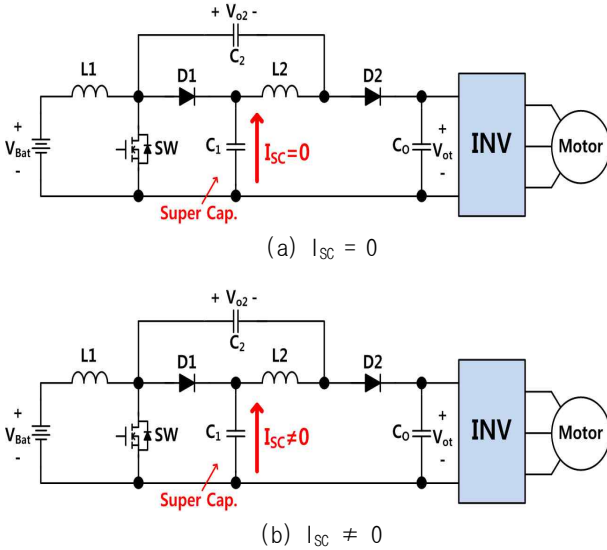 + Vo2 -
C2
L1
D1
L2
D2
+
VBat
-
SW
C1
ISC=0
CO
+
Vot
-
INV
Motor
Super Cap.
(a) ISC = 0
+ Vo2 -
C2
L1
D1
L2
D2
+
VBat
-
SW
C1
ISC≠0
CO
+
Vot
-
INV
Motor
Super Cap.
(b) ISC ≠ 0